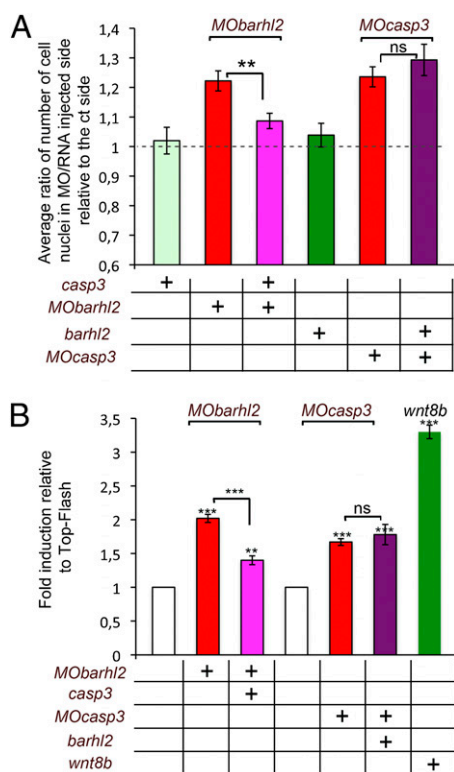 A
MObarhl2
MOcasp3
**
ns
Average ratio of number of cell
nuclei in MO/RNA injected side
relative to the ct side
1,4
1,3
1,2
1,1
1
0,9
0,8
0,7
0,6
casp3 + +
MObarhl2 + +
barhl2 + +
MOcasp3 + +
B
MObarhl2 MOcasp3 wnt8b
Fold induction relative
to Top-Flash
3,5
3
2,5
2
1,5
1
0,5
0
***
***
***
**
ns
***
***
MObarhl2 + +
casp3 +
MOcasp3 + +
barhl2 +
wnt8b +